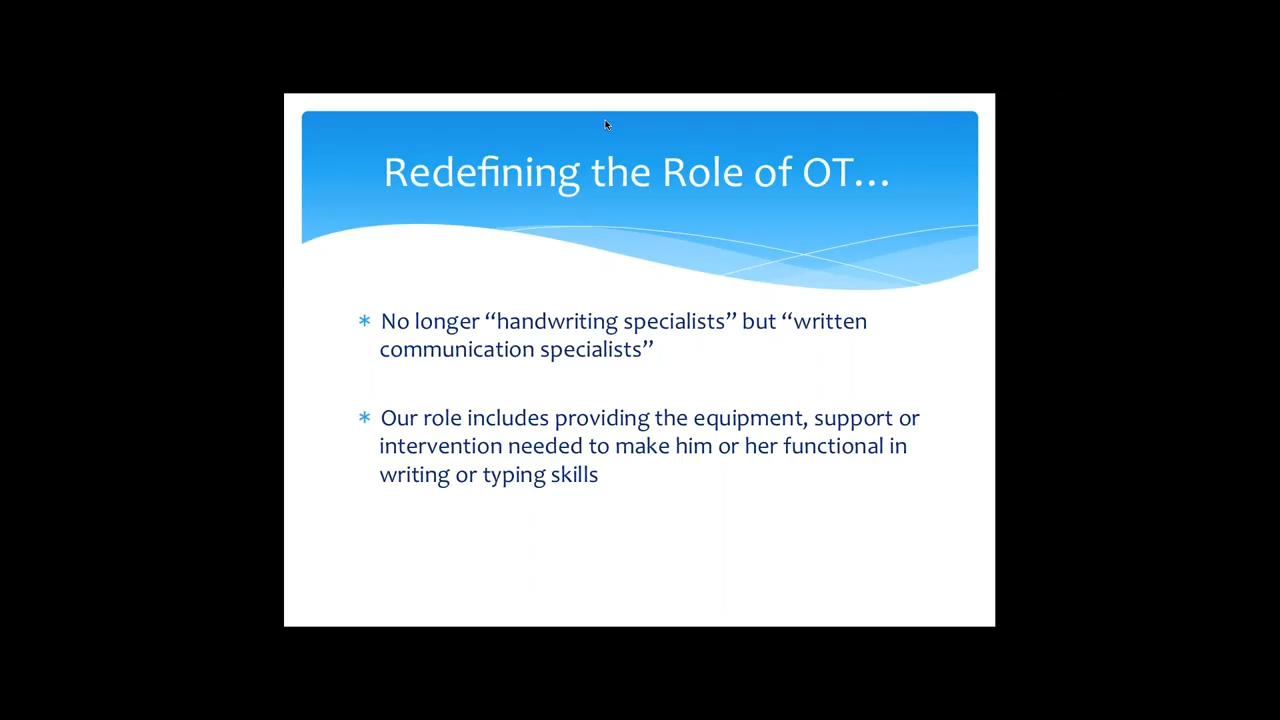 Redefining the Role of OT...
* No longer “handwriting specialists” but “written
communication specialists”
* Our role includes providing the equipment, support or
intervention needed to make him or her functional in
writing or typing skills